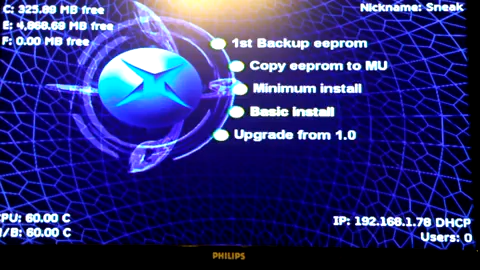 C: 325.69 MB free
E: 4,868.69 MB free
F: 0.00 MB free
Nickname: Sneak
1st Backup eeprom
Copy eeprom to MU
Minimum install
Basic install
Upgrade from 1.0
CPU: 60.00 C
M/B: 60.00 C
IP: 192.168.1.78 DHCP
Users: 0
PHILIPS